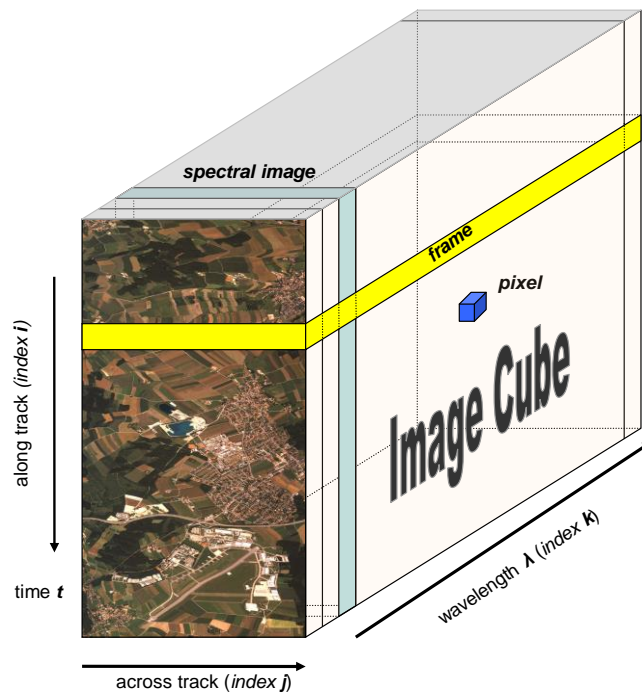 spectral image
frame
pixel
along track (index i)
Image Cube
wavelength λ (index k)
time t
across track (index j)